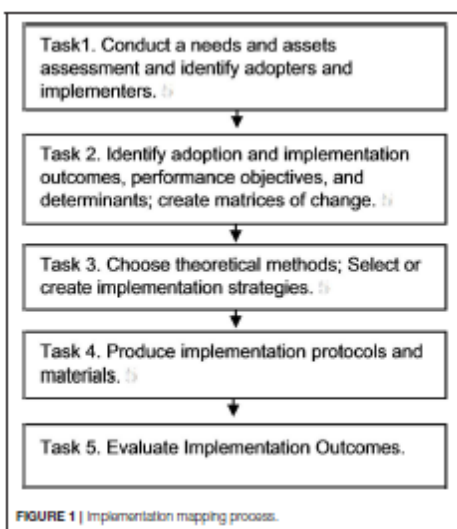 Task1. Conduct a needs and assets
assessment and identify adopters and
implementers.
Task 2. Identify adoption and implementation
outcomes, performance objectives, and
determinants; create matrices of change.
Task 3. Choose theoretical methods; Select or
create implementation strategies.
Task 4. Produce implementation protocols and
materials.
Task 5. Evaluate Implementation Outcomes.
FIGURE 1 | Implementation mapping process.